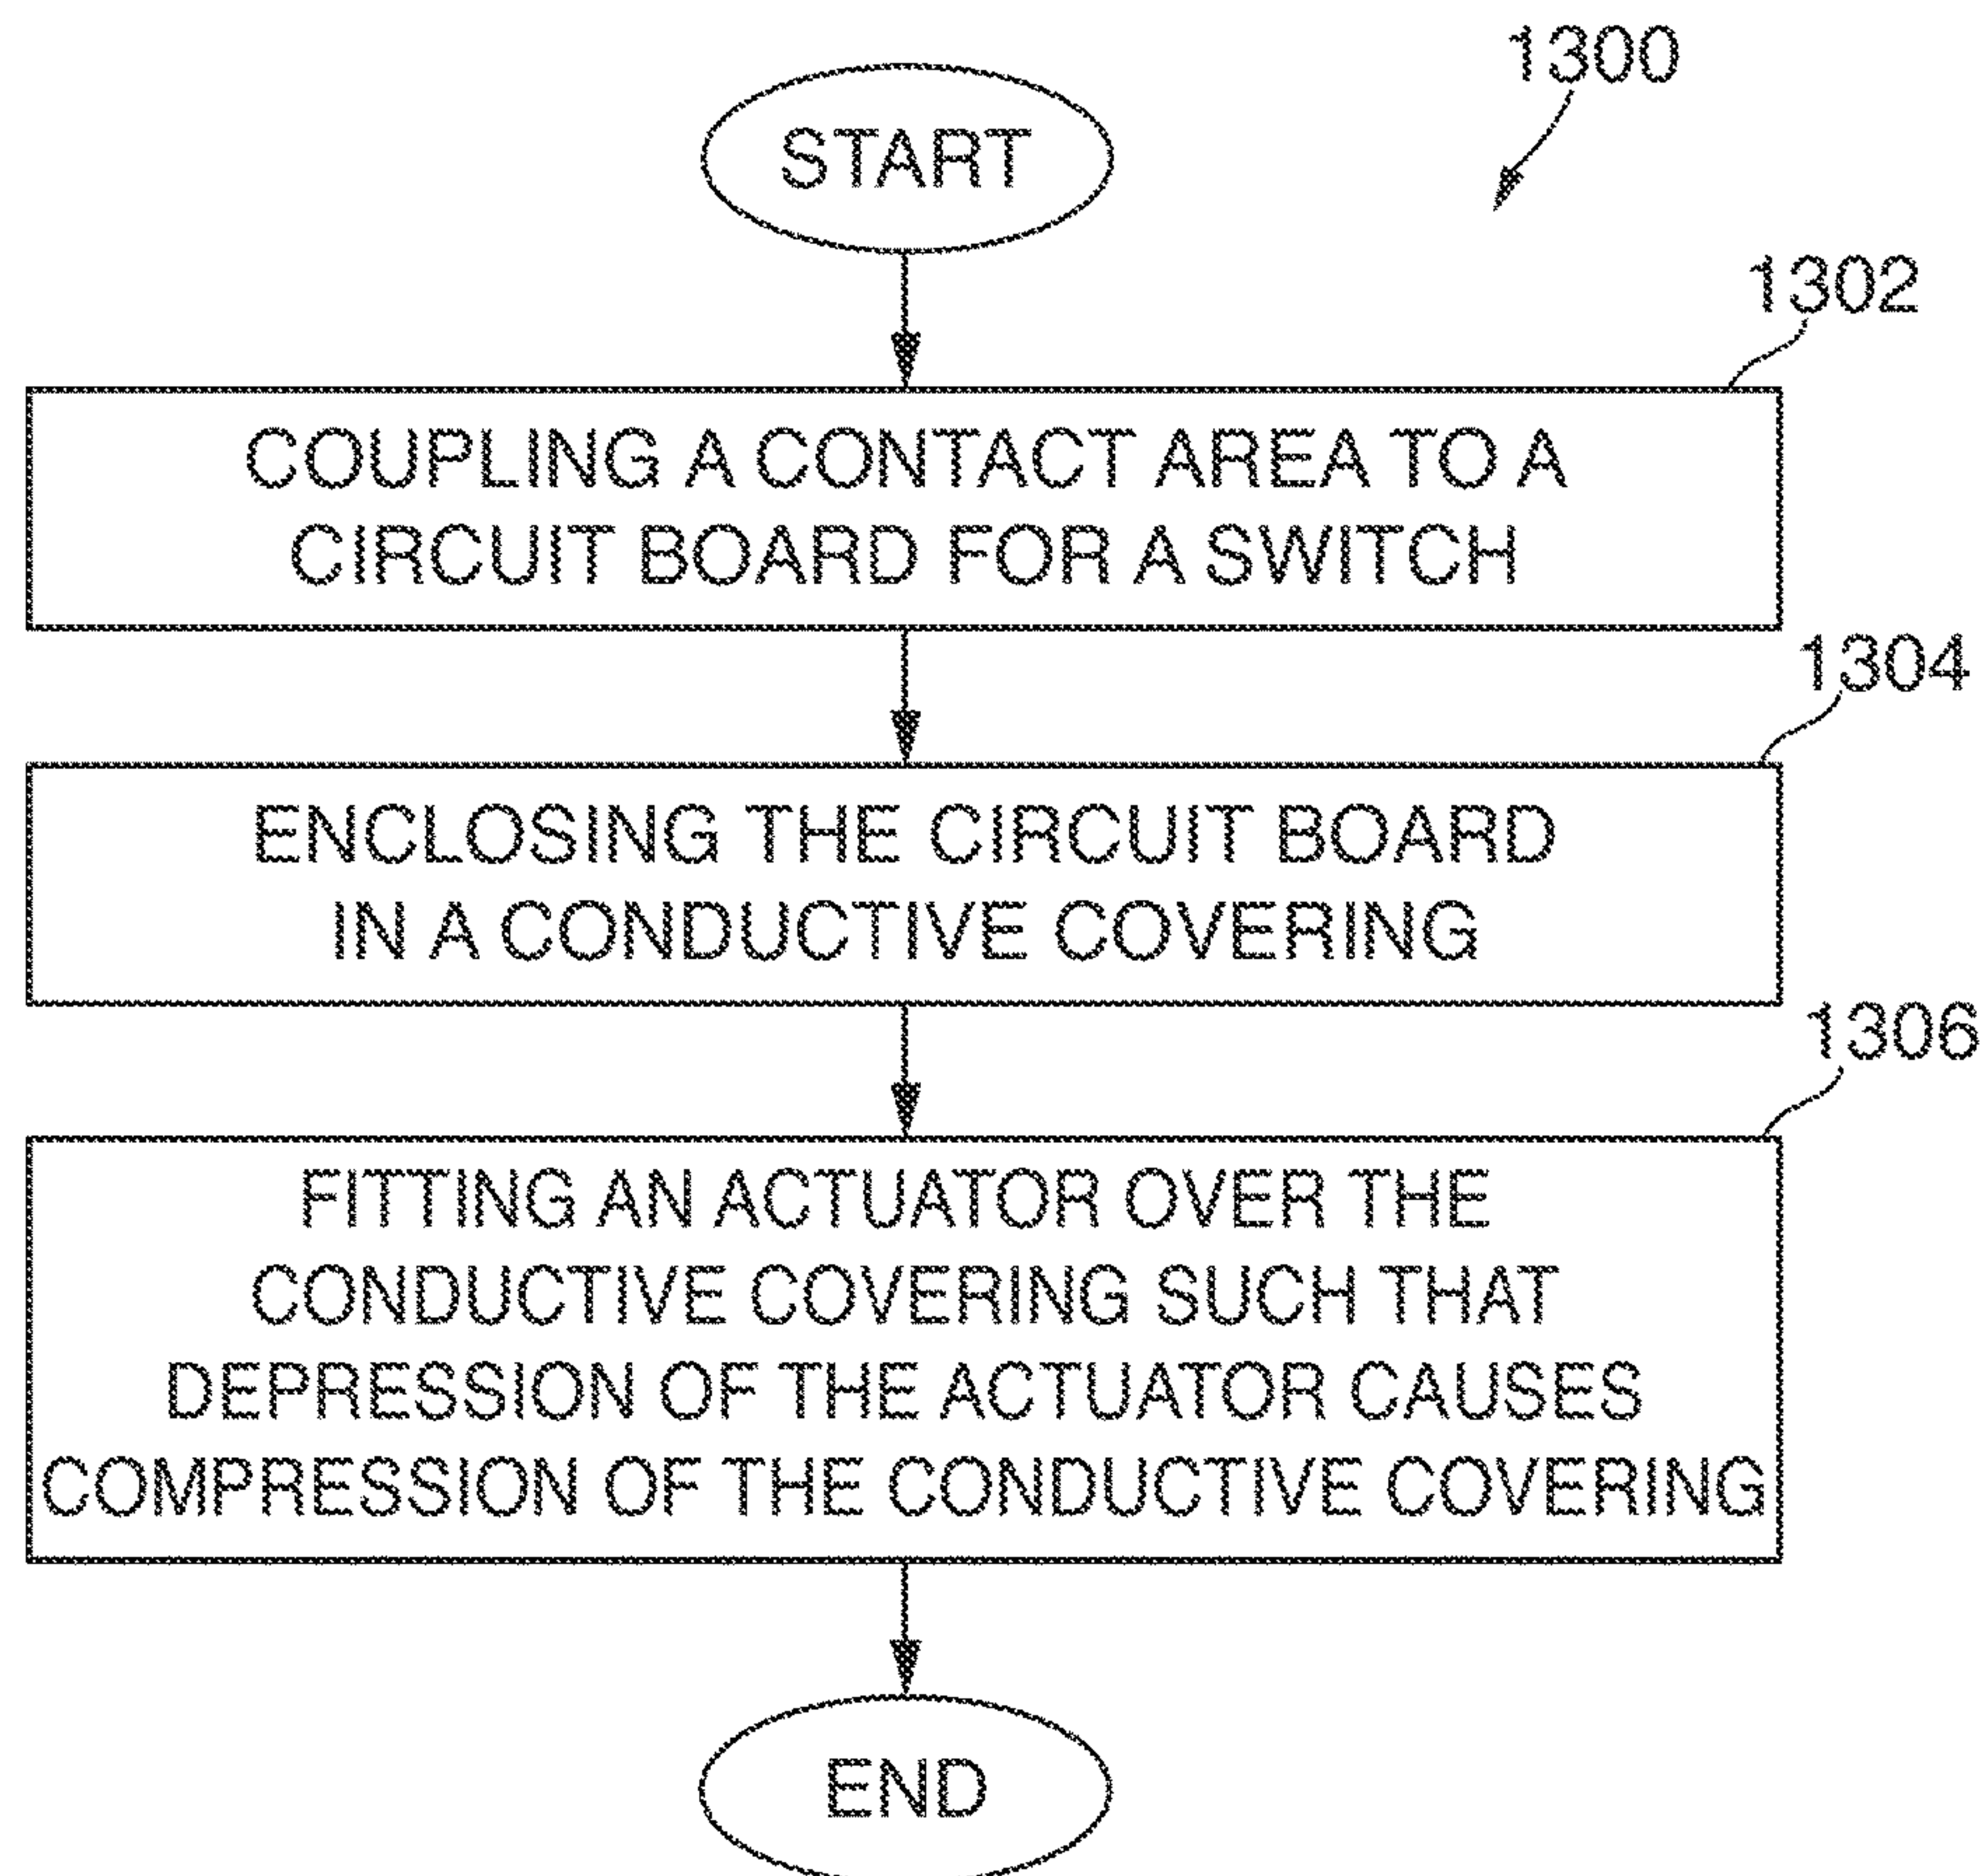 1300
START
1302
COUPLING A CONTACT AREA TO A
CIRCUIT BOARD FOR A SWITCH
1304
ENCLOSING THE CIRCUIT BOARD
IN A CONDUCTIVE COVERING
1306
FITTING AN ACTUATOR OVER THE
CONDUCTIVE COVERING SUCH THAT
DEPRESSION OF THE ACTUATOR CAUSES
COMPRESSION OF THE CONDUCTIVE COVERING
END